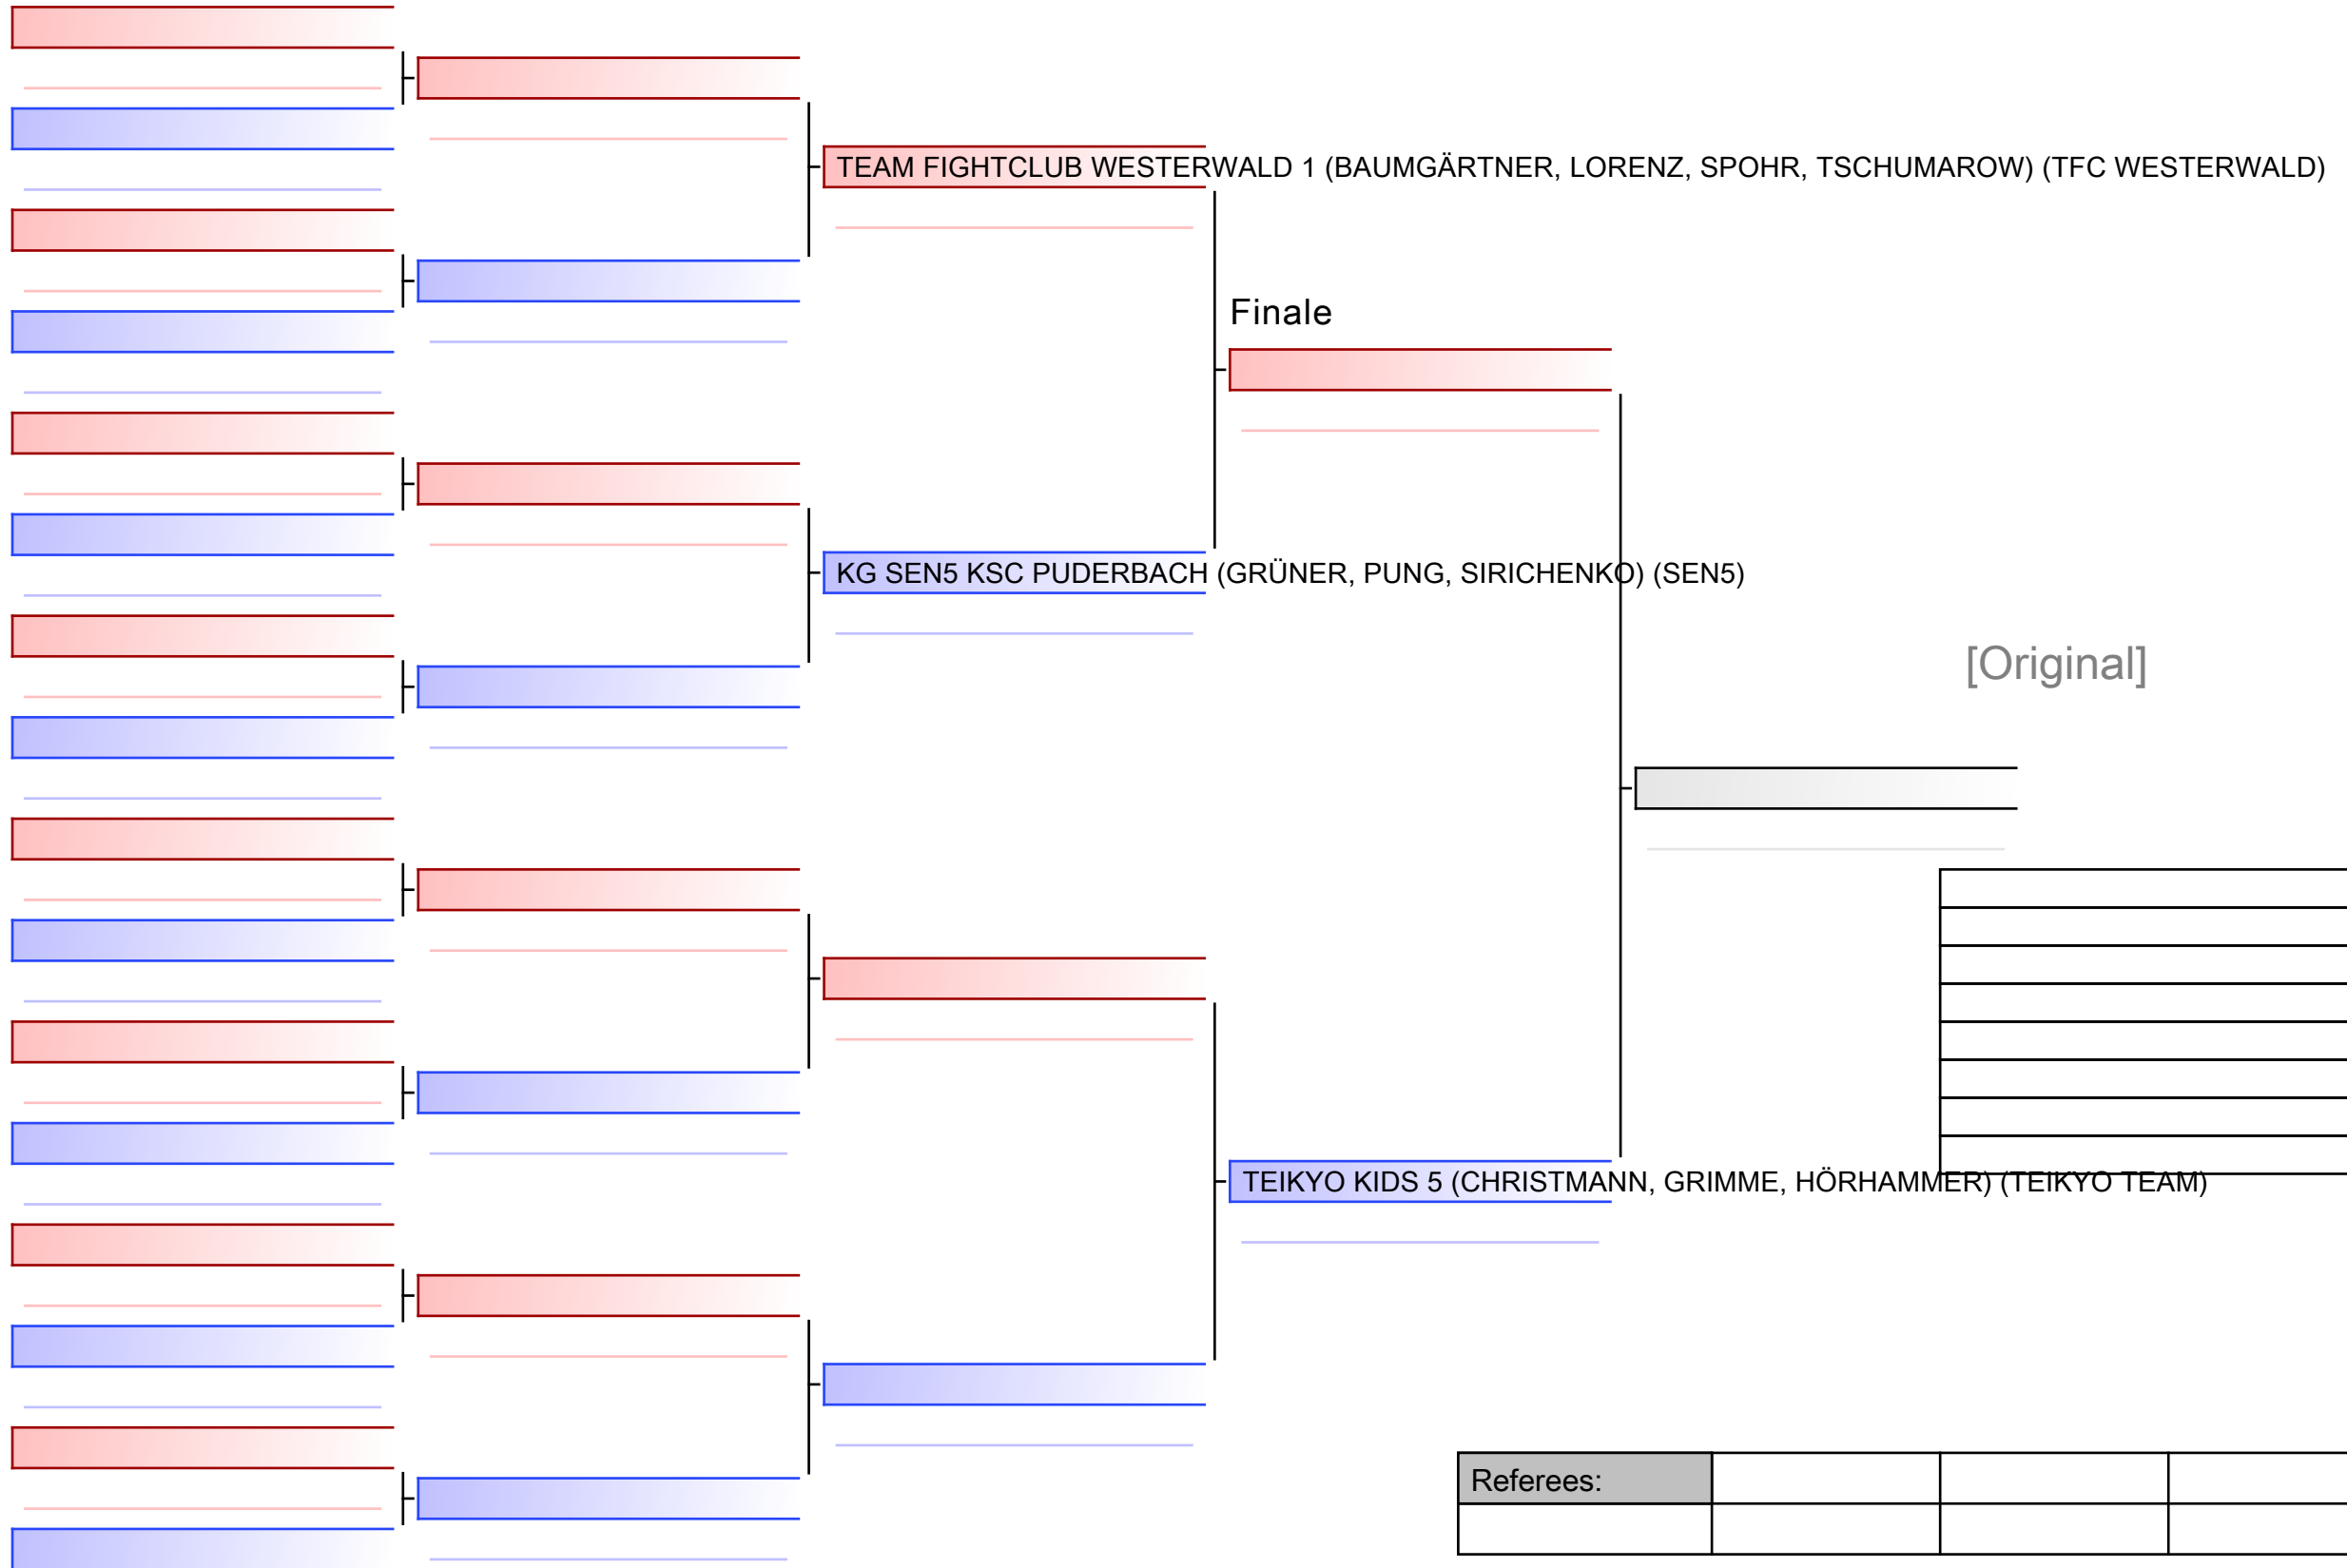 TEAM FIGHTCLUB WESTERWALD 1 (BAUMGÄRTNER, LORENZ, SPOHR, TSCHUMAROW) (TFC WESTERWALD)
Finale
KG SEN5 KSC PUDERBACH (GRÜNER, PUNG, SIRICHENKO) (SEN5)
[Original]
TEIKYO KIDS 5 (CHRISTMANN, GRIMME, HÖRHAMMER) (TEIKYO TEAM)
Referees: